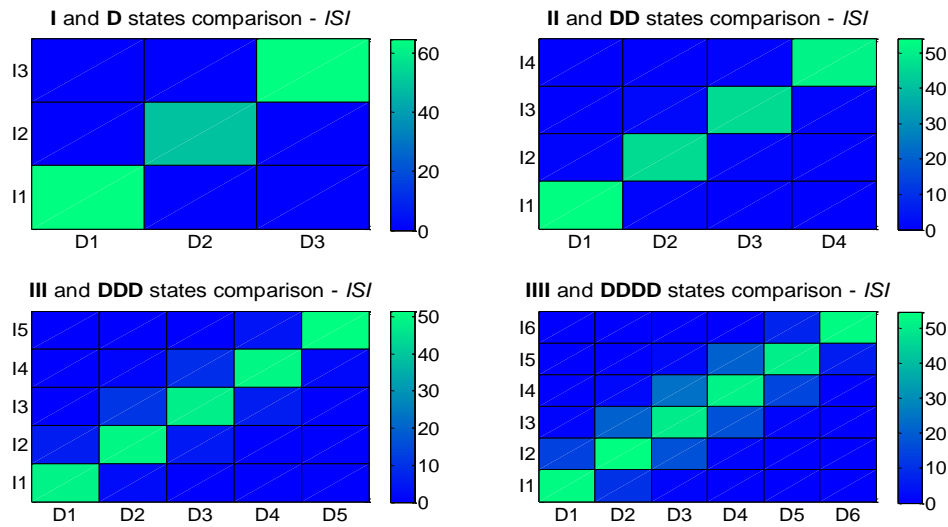 I and D states comparison - ISI
I3
I2
I1
D1 D2 D3
60
40
20
0
II and DD states comparison - ISI
I4
I3
I2
I1
D1 D2 D3 D4
50
40
30
20
10
0
III and DDD states comparison - ISI
I5
I4
I3
I2
I1
D1 D2 D3 D4 D5
50
40
30
20
10
0
IIII and DDDD states comparison - ISI
I6
I5
I4
I3
I2
I1
D1 D2 D3 D4 D5 D6
50
40
30
20
10
0